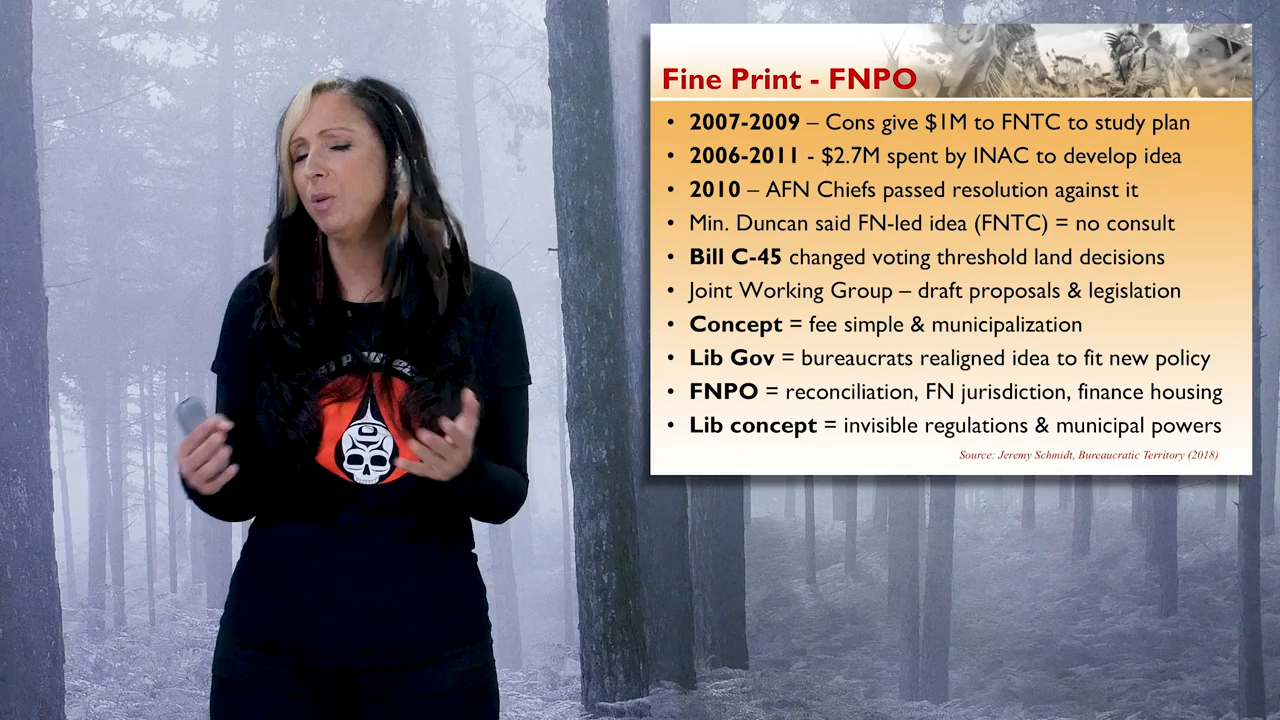 Fine Print - FNPO
• 2007-2009 – Cons give $1M to FNTC to study plan
• 2006-2011 - $2.7M spent by INAC to develop idea
• 2010 – AFN Chiefs passed resolution against it
• Min. Duncan said FN-led idea (FNTC) = no consult
• Bill C-45 changed voting threshold land decisions
• Joint Working Group – draft proposals & legislation
• Concept = fee simple & municipalization
• Lib Gov = bureaucrats realigned idea to fit new policy
• FNPO = reconciliation, FN jurisdiction, finance housing
• Lib concept = invisible regulations & municipal powers
Source: Jeremy Schmidt, Bureaucratic Territory (2018)